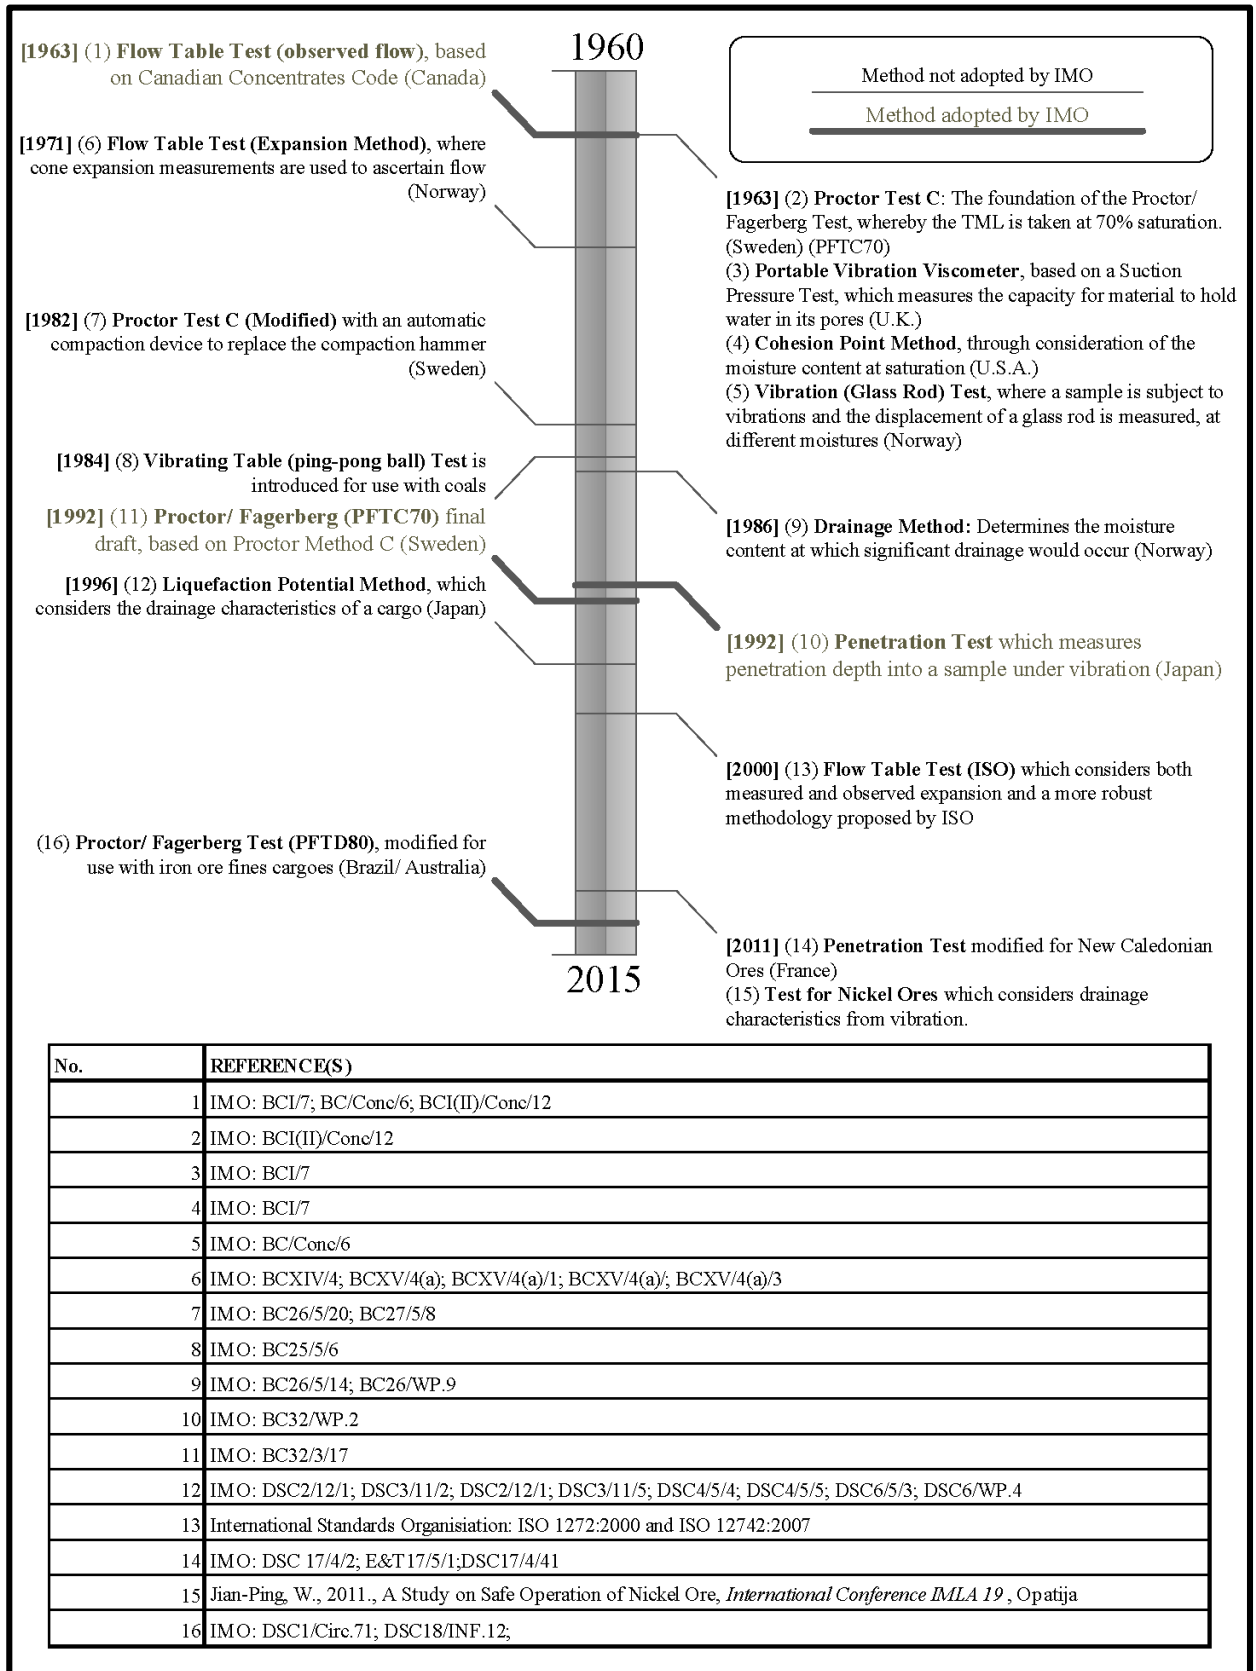 1960
[1963] (1) Flow Table Test (observed flow), based
on Canadian Concentrates Code (Canada)
Method not adopted by IMO
Method adopted by IMO
[1971] (6) Flow Table Test (Expansion Method), where
cone expansion measurements are used to ascertain flow
(Norway)
[1963] (2) Proctor Test C: The foundation of the Proctor/
Fagerberg Test, whereby the TML is taken at 70% saturation.
(Sweden) (PFTC70)
(3) Portable Vibration Viscometer, based on a Suction
Pressure Test, which measures the capacity for material to hold
water in its pores (U.K.)
(4) Cohesion Point Method, through consideration of the
moisture content at saturation (U.S.A.)
(5) Vibration (Glass Rod) Test, where a sample is subject to
vibrations and the displacement of a glass rod is measured, at
different moistures (Norway)
[1982] (7) Proctor Test C (Modified) with an automatic
compaction device to replace the compaction hammer
(Sweden)
[1984] (8) Vibrating Table (ping-pong ball) Test is
introduced for use with coals
[1986] (9) Drainage Method: Determines the moisture
content at which significant drainage would occur (Norway)
[1992] (11) Proctor/ Fagerberg (PFTC70) final
draft, based on Proctor Method C (Sweden)
[1996] (12) Liquefaction Potential Method, which
considers the drainage characteristics of a cargo (Japan)
[1992] (10) Penetration Test which measures
penetration depth into a sample under vibration (Japan)
[2000] (13) Flow Table Test (ISO) which considers both
measured and observed expansion and a more robust
methodology proposed by ISO
(16) Proctor/ Fagerberg Test (PFTD80), modified for
use with iron ore fines cargoes (Brazil/ Australia)
[2011] (14) Penetration Test modified for New Caledonian
Ores (France)
(15) Test for Nickel Ores which considers drainage
characteristics from vibration.
2015
No. REFERENCE(S)
1 IMO: BCI/7; BC/Conc/6; BCI(II)/Conc/12
2 IMO: BCI(II)/Conc/12
3 IMO: BCI/7
4 IMO: BCI/7
5 IMO: BC/Conc/6
6 IMO: BCXIV/4; BCXV/4(a); BCXV/4(a)/1; BCXV/4(a)/; BCXV/4(a)/3
7 IMO: BC26/5/20; BC27/5/8
8 IMO: BC25/5/6
9 IMO: BC26/5/14; BC26/WP.9
10 IMO: BC32/WP.2
11 IMO: BC32/3/17
12 IMO: DSC2/12/1; DSC3/11/2; DSC2/12/1; DSC3/11/5; DSC4/5/4; DSC4/5/5; DSC6/5/3; DSC6/WP.4
13 International Standards Organisiation: ISO 1272:2000 and ISO 12742:2007
14 IMO: DSC 17/4/2; E&T17/5/1;DSC17/4/41
15 Jian-Ping, W., 2011., A Study on Safe Operation of Nickel Ore, International Conference IMLA 19 , Opatija
16 IMO: DSC1/Circ.71; DSC18/INF.12;